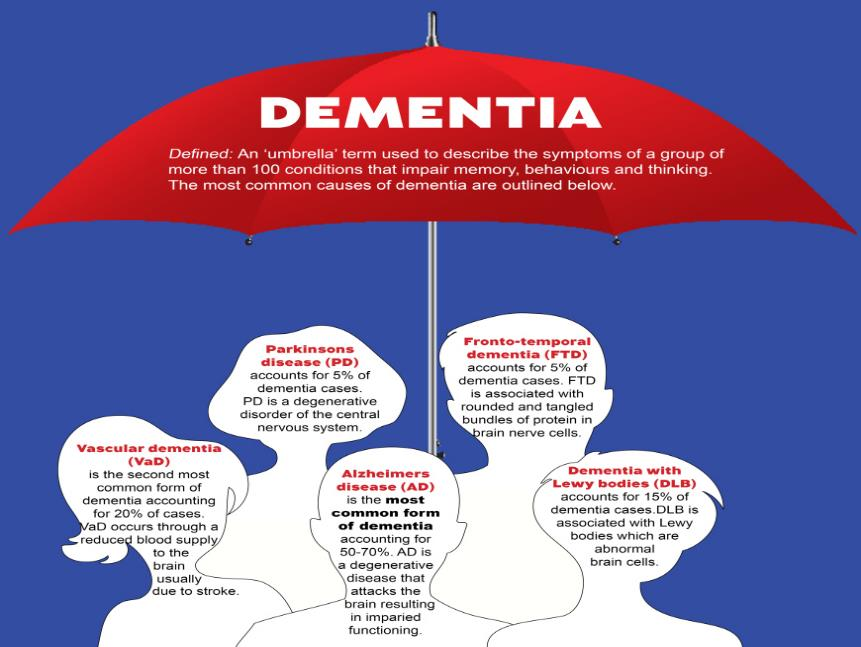 DEMENTIA
Defined: An ‘umbrella’ term used to describe the symptoms of a group of
more than 100 conditions that impair memory, behaviours and thinking.
The most common causes of dementia are outlined below.
Parkinsons
disease (PD)
accounts for 5% of
dementia cases.
PD is a degenerative
disorder of the central
nervous system.
Fronto-temporal
dementia (FTD)
accounts for 5% of
dementia cases. FTD
is associated with
rounded and tangled
bundles of protein in
brain nerve cells.
Vascular dementia
(VaD)
is the second most
common form of
dementia accounting
for 20% of cases.
VaD occurs through a
reduced blood supply
to the
brain
usually
due to stroke.
Alzheimers
disease (AD)
is the most
common form
of dementia
accounting for
50-70%. AD is
a degenerative
disease that
attacks the
brain resulting
in imparied
functioning.
Dementia with
Lewy bodies (DLB)
accounts for 15% of
dementia cases.DLB is
associated with Lewy
bodies which are
abnormal
brain cells.